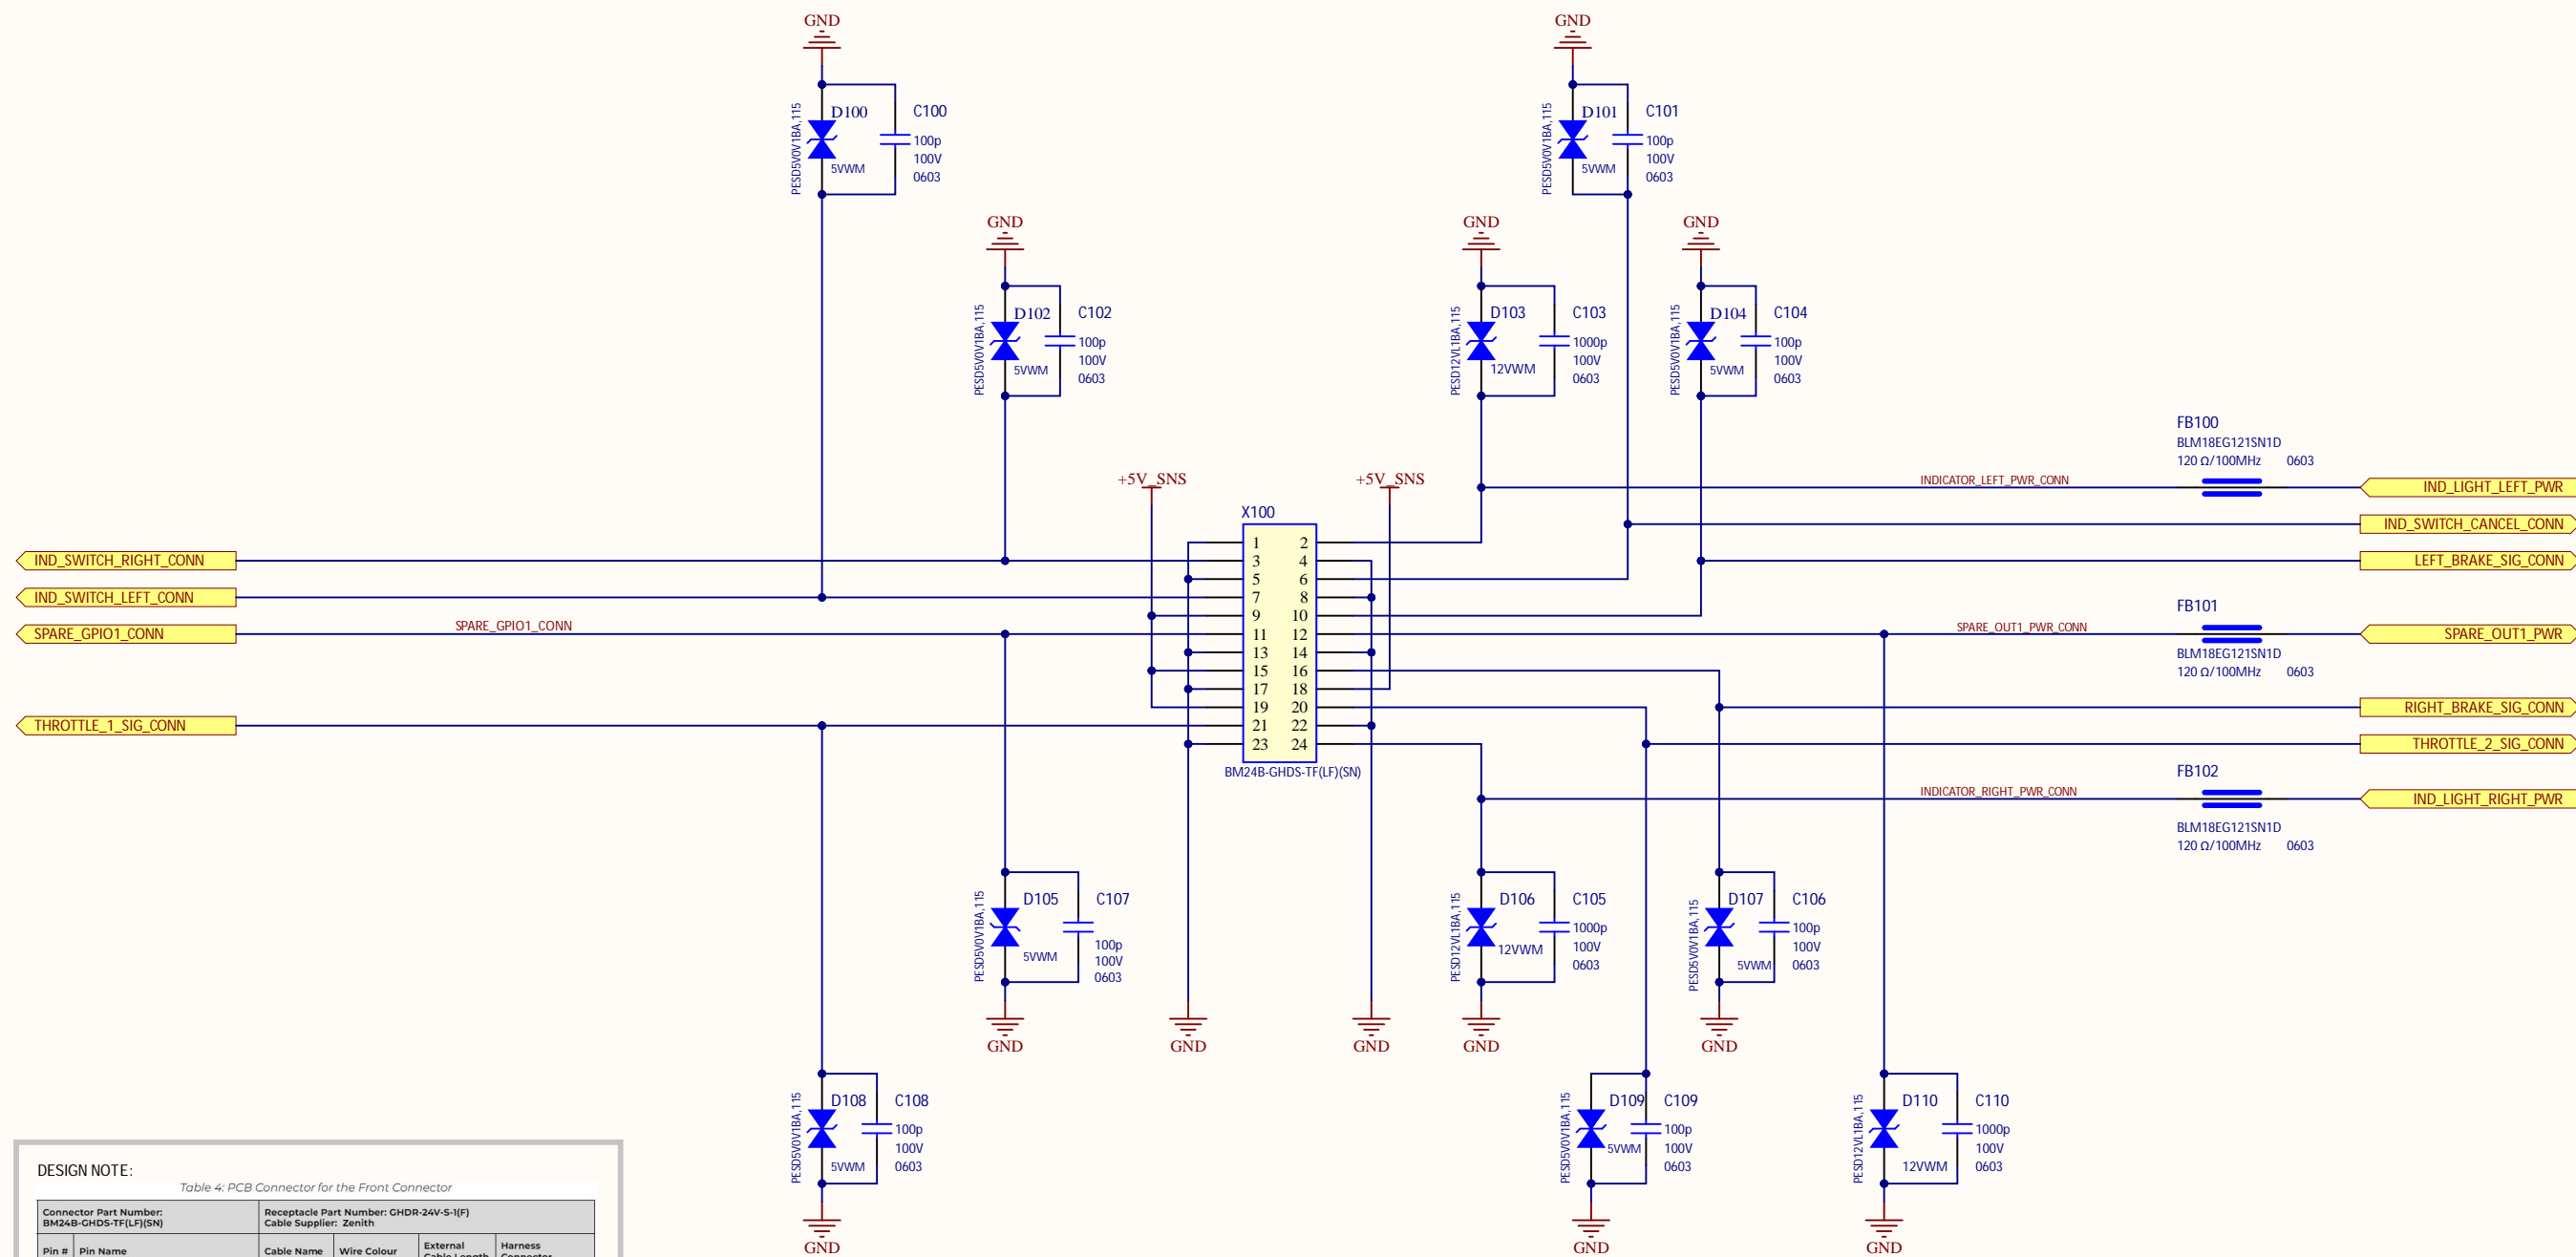 GND
GND
PESD5V0V1BA,115
D100
5VWM
C100
100p
100V
0603
PESD5V0V1BA,115
D101
5VWM
C101
100p
100V
0603
GND
GND
GND
PESD5V0V1BA,115
D102
5VWM
C102
100p
100V
0603
PESD12VL1BA,115
D103
12VWM
C103
1000p
100V
0603
PESD5V0V1BA,115
D104
5VWM
C104
100p
100V
0603
FB100
BLM18EG121SN1D
120 Ω/100MHz 0603
+5V_SNS
+5V_SNS
INDICATOR_LEFT_PWR_CONN
IND_LIGHT_LEFT_PWR
X100
IND_SWITCH_CANCEL_CONN
1 2
IND_SWITCH_RIGHT_CONN
3 4
LEFT_BRAKE_SIG_CONN
5 6
IND_SWITCH_LEFT_CONN
7 8
FB101
9 10
SPARE_GPIO1_CONN
SPARE_GPIO1_CONN
11 12
SPARE_OUT1_PWR_CONN
SPARE_OUT1_PWR
13 14
BLM18EG121SN1D
120 Ω/100MHz 0603
15 16
17 18
19 20
RIGHT_BRAKE_SIG_CONN
THROTTLE_1_SIG_CONN
21 22
23 24
THROTTLE_2_SIG_CONN
BM24B-GHDS-TF(LF)(SN)
FB102
INDICATOR_RIGHT_PWR_CONN
IND_LIGHT_RIGHT_PWR
BLM18EG121SN1D
120 Ω/100MHz 0603
PESD5V0V1BA,115
D105
5VWM
C107
100p
100V
0603
PESD12VL1BA,115
D106
12VWM
C105
1000p
100V
0603
PESD5V0V1BA,115
D107
5VWM
C106
100p
100V
0603
GND
GND
GND
GND
GND
PESD5V0V1BA,115
D108
5VWM
C108
100p
100V
0603
PESD5V0V1BA,115
D109
5VWM
C109
100p
100V
0603
PESD12VL1BA,115
D110
12VWM
C110
1000p
100V
0603
GND
GND
GND
DESIGN NOTE:
Table 4: PCB Connector for the Front Connector
Connector Part Number:
BM24B-GHDS-TF(LF)(SN)
Receptacle Part Number: GHDR-24V-S-1(F)
Cable Supplier: Zenith
Pin #
Pin Name
Cable Name
Wire Colour
External
Cable Length
Harness
Connector